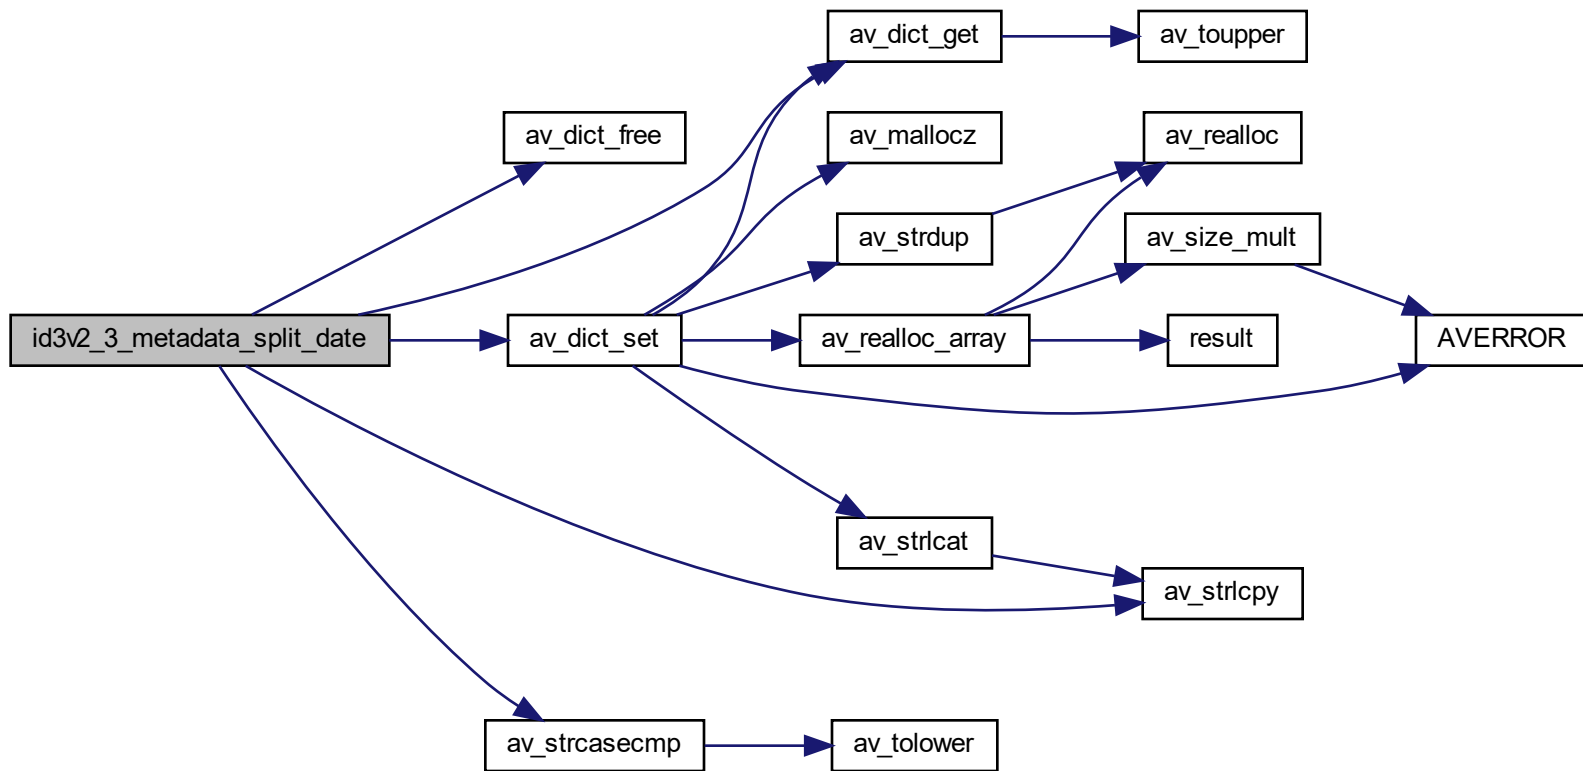 av_dict_get
av_toupper
av_dict_free
av_mallocz
av_realloc
av_strdup
av_size_mult
id3v2_3_metadata_split_date
av_dict_set
av_realloc_array
result
AVERROR
av_strlcat
av_strlcpy
av_strcasecmp
av_tolower